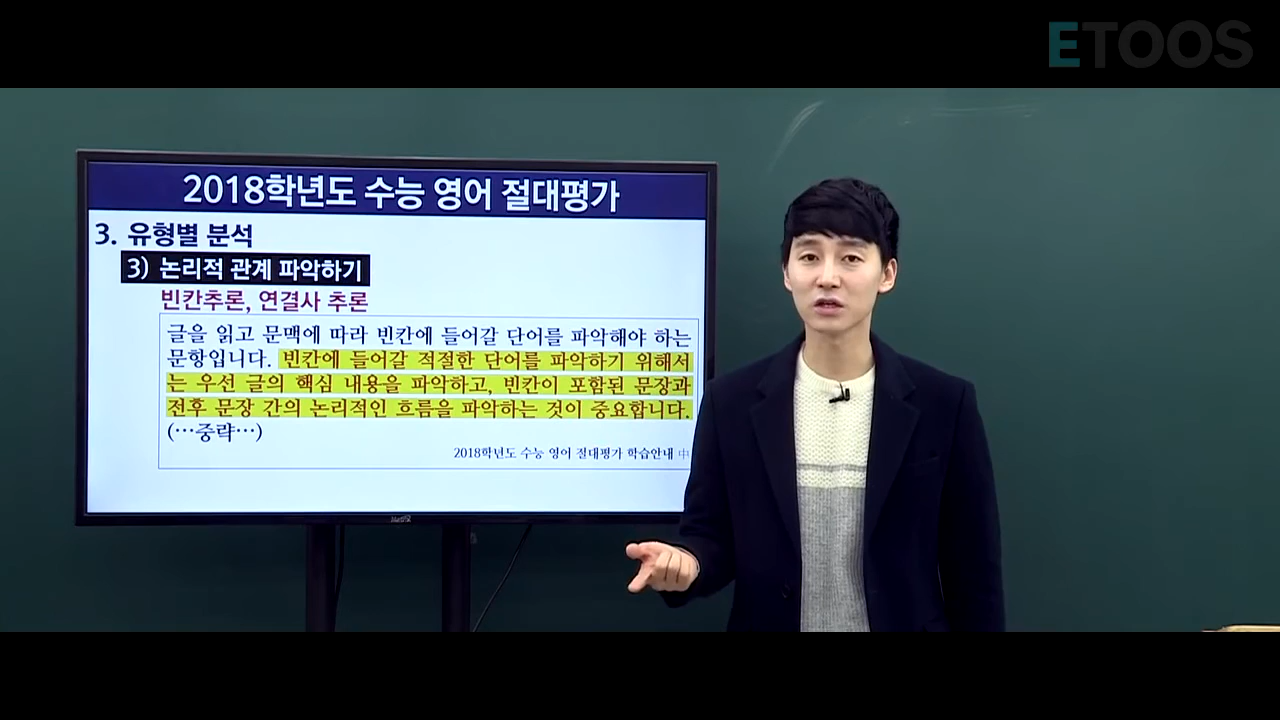 ETOOS
2018학년도 수능 영어 절대평가
3. 유형별 분석
3) 논리적 관계 파악하기
빈칸추론, 연결사 추론
글을 읽고 문맥에 따라 빈칸에 들어갈 단어를 파악해야 하는
문항입니다. 빈칸에 들어갈 적절한 단어를 파악하기 위해서
는 우선 글의 핵심 내용을 파악하고, 빈칸이 포함된 문장과
전후 문장 간의 논리적인 흐름을 파악하는 것이 중요합니다.
(…중략…)
2018학년도 수능 영어 절대평가 학습안내 中